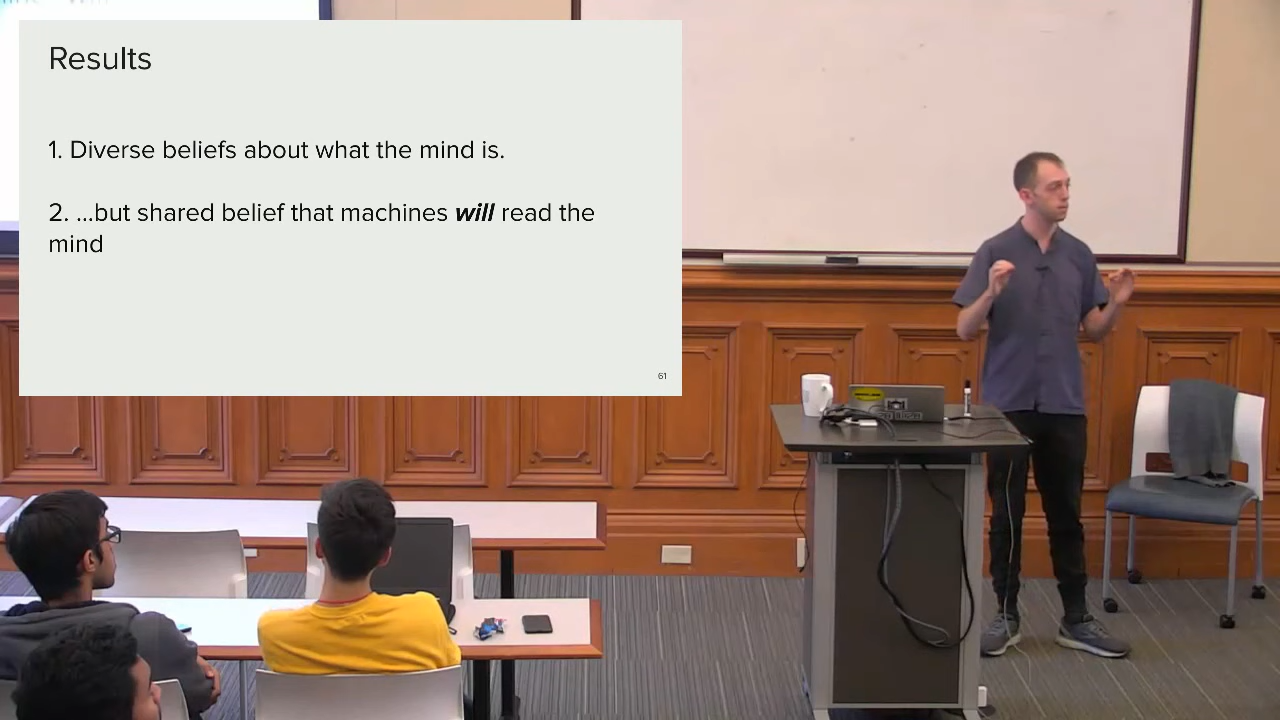 Results
1. Diverse beliefs about what the mind is.
2. ...but shared belief that machines will read the
mind
61